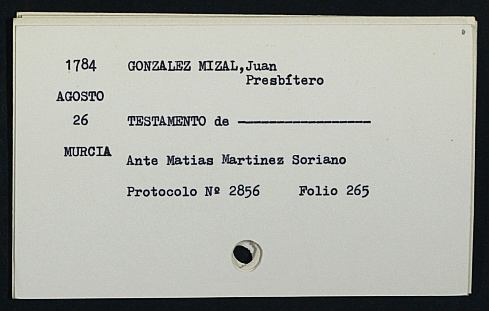 1784 GONZALEZ MIZAL, Juan
Presbítero
AGOSTO
26 TESTAMENTO de ----------------
MURCIA
Ante Matias Martinez Soriano
Protocolo Nº 2856 Folio 265